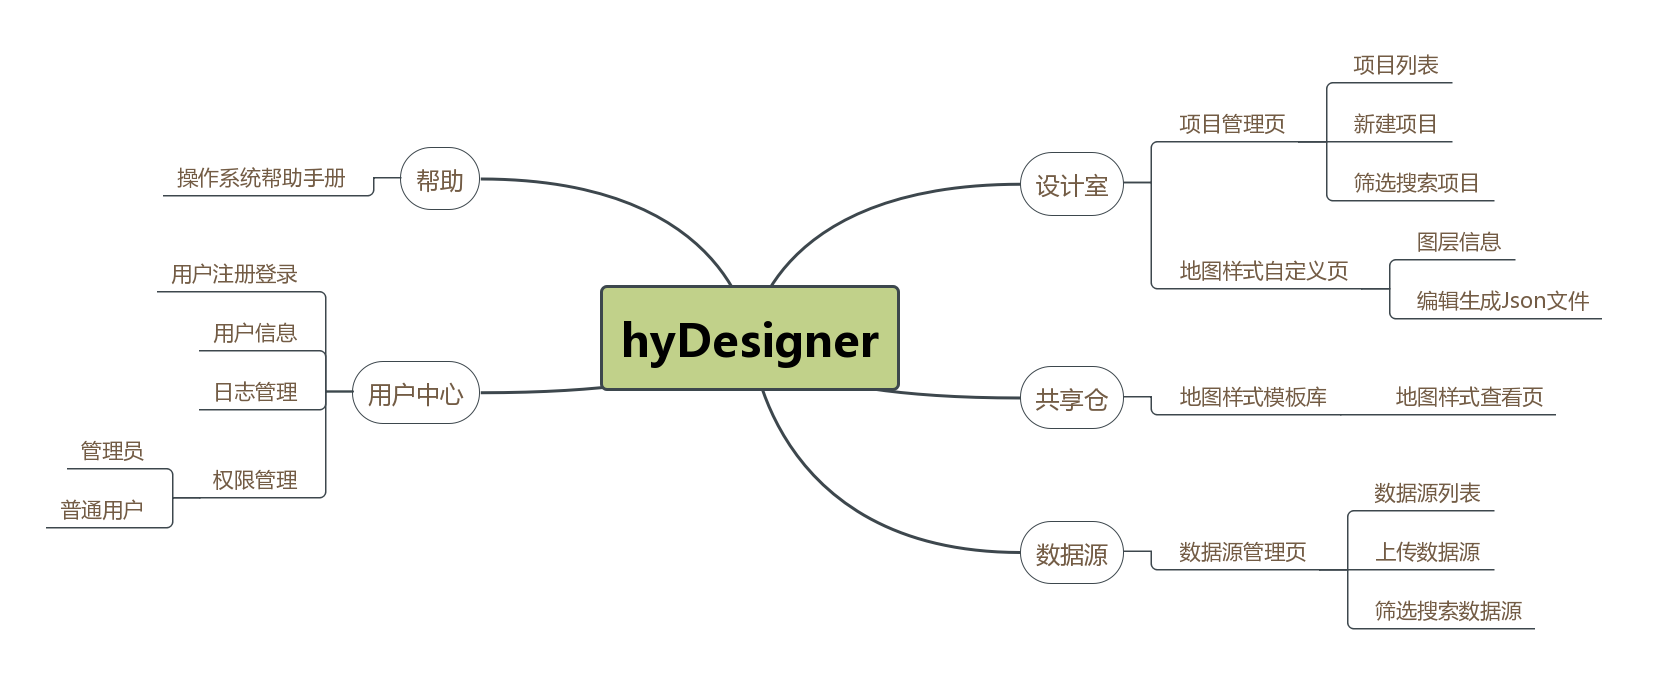 hyDesigner
设计室
项目管理页
项目列表
新建项目
筛选搜索项目
地图样式自定义页
图层信息
编辑生成Json文件
共享仓
地图样式模板库
地图样式查看页
数据源
数据源管理页
数据源列表
上传数据源
筛选搜索数据源
帮助
操作系统帮助手册
用户中心
用户注册登录
用户信息
日志管理
权限管理
管理员
普通用户